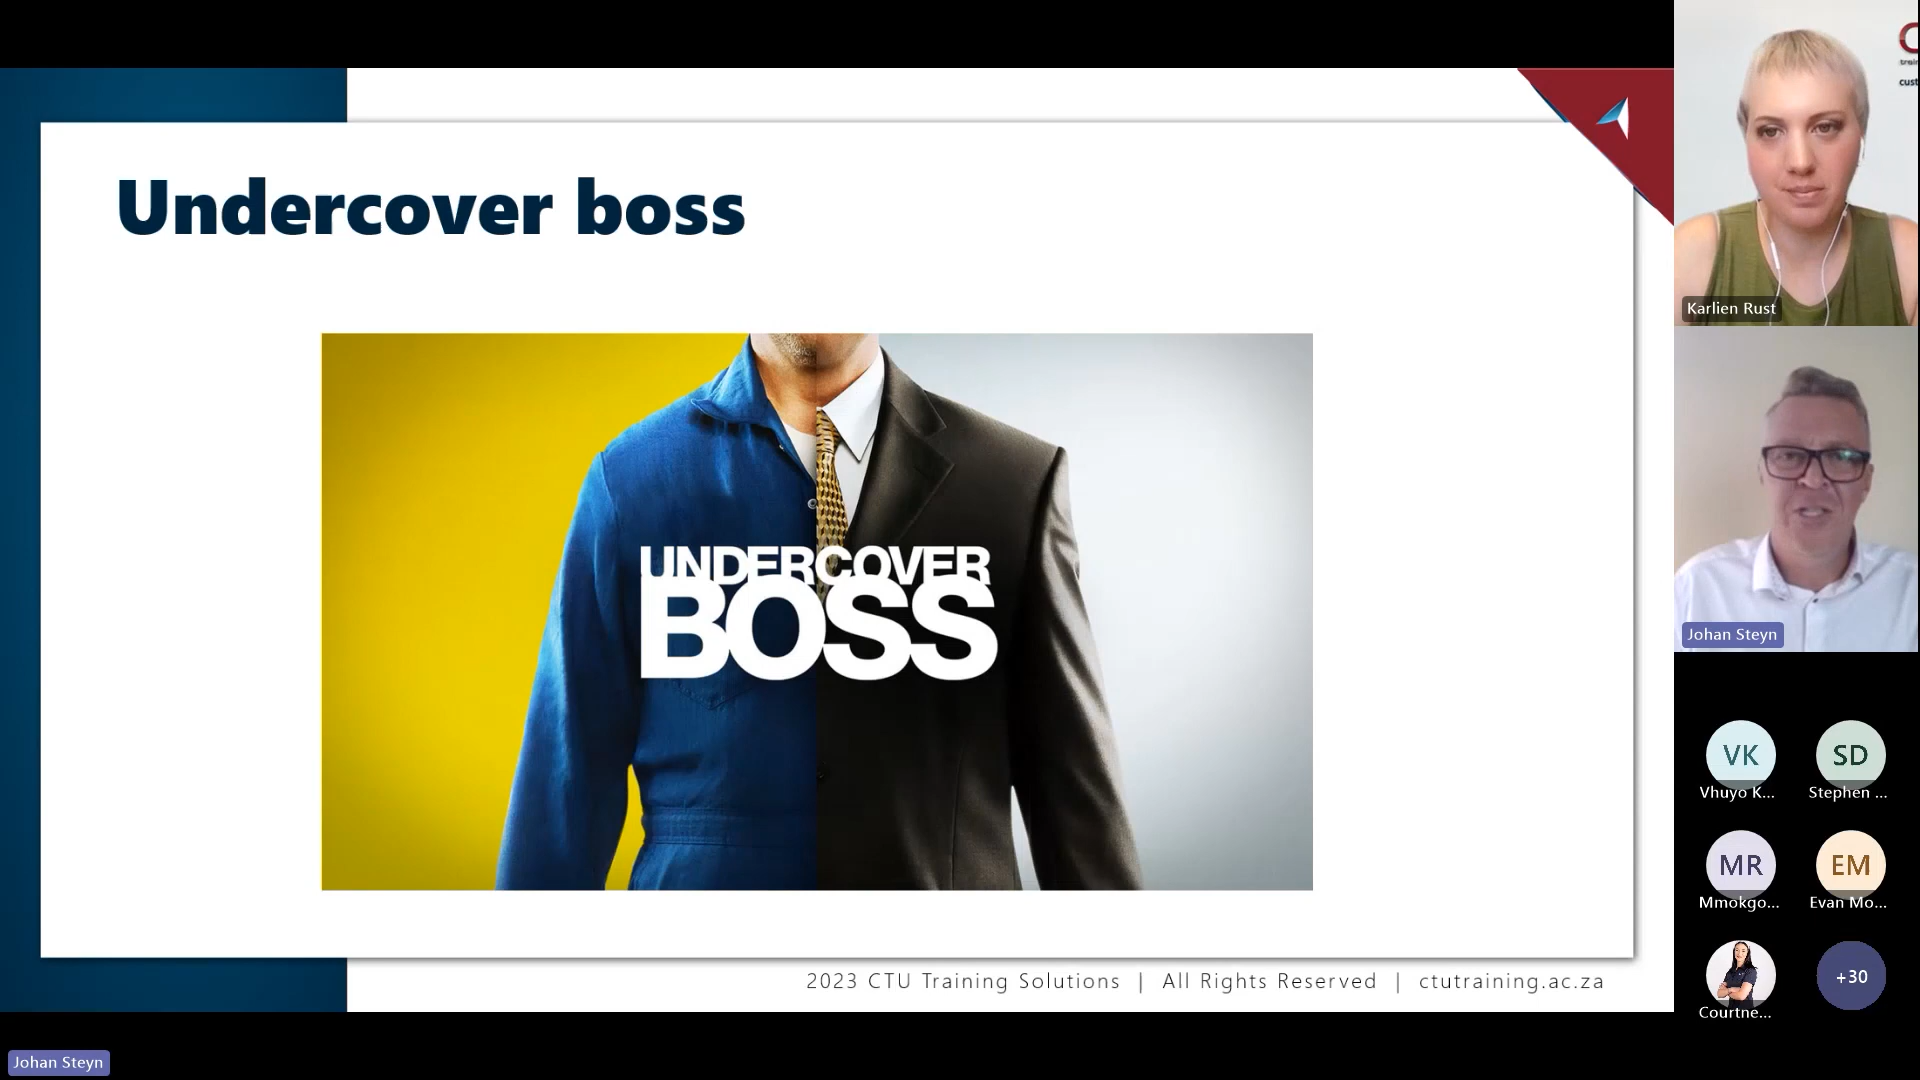 Undercover boss
UNDERCOVER
BOSS
2023 CTU Training Solutions | All Rights Reserved | ctutraining.ac.za
Johan Steyn
Karlien Rust
Johan Steyn
VK
Vhuyo K...
SD
Stephen ...
MR
Mmokgo...
EM
Evan Mo...
Courtne...
+30